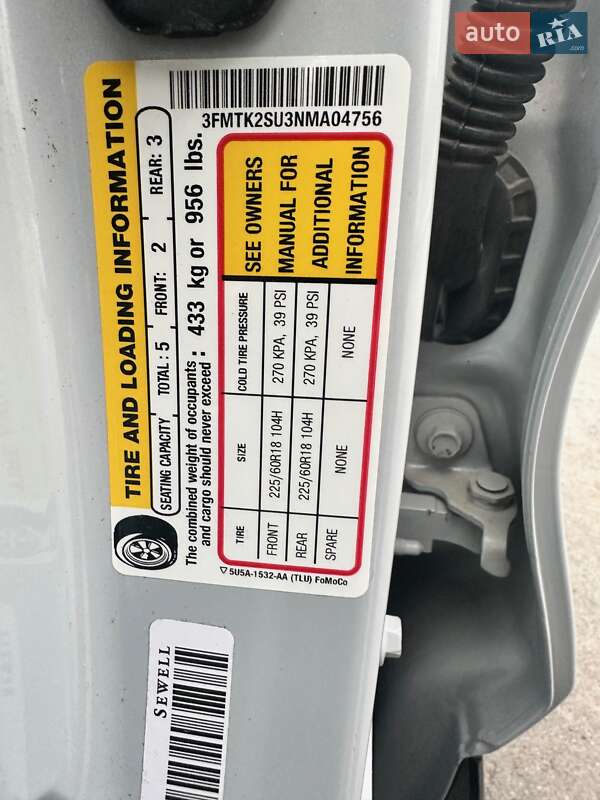 auto RIA .com
3FMTK2SU3NMA04756
TIRE AND LOADING INFORMATION
SEATING CAPACITY TOTAL : 5 FRONT: 2 REAR: 3
The combined weight of occupants
and cargo should never exceed : 433 kg or 956 lbs.
TIRE SIZE COLD TIRE PRESSURE SEE OWNERS
FRONT 225/60R18 104H 270 KPA, 39 PSI MANUAL FOR
REAR 225/60R18 104H 270 KPA, 39 PSI ADDITIONAL
SPARE NONE NONE INFORMATION
5U5A-1532-AA (TLU) FoMoCo
SEWELL